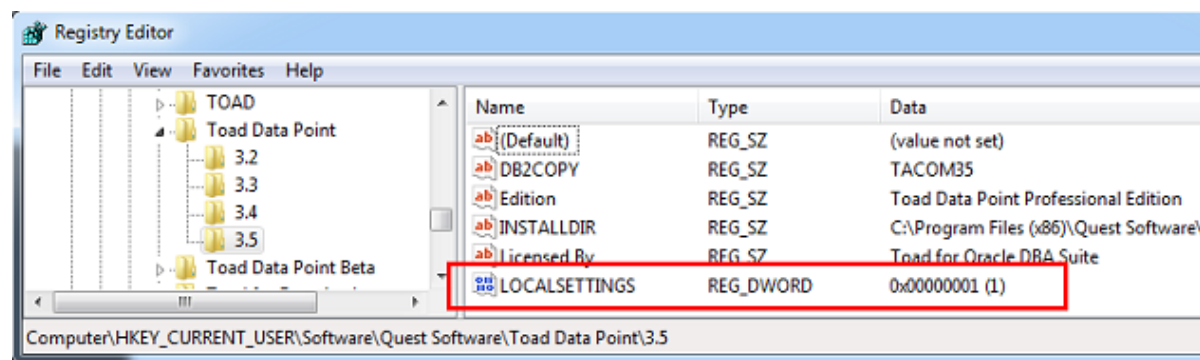 Registry Editor
File Edit View Favorites Help
TOAD
Toad Data Point
3.2
3.3
3.4
3.5
Toad Data Point Beta
Name Type Data
(Default) REG_SZ (value not set)
DB2COPY REG_SZ TACOM35
Edition REG_SZ Toad Data Point Professional Edition
INSTALLDIR REG_SZ C:\Program Files (x86)\Quest Software\
Licensed By REG_SZ Toad for Oracle DBA Suite
LOCALSETTINGS REG_DWORD 0x00000001 (1)
Computer\HKEY_CURRENT_USER\Software\Quest Software\Toad Data Point\3.5